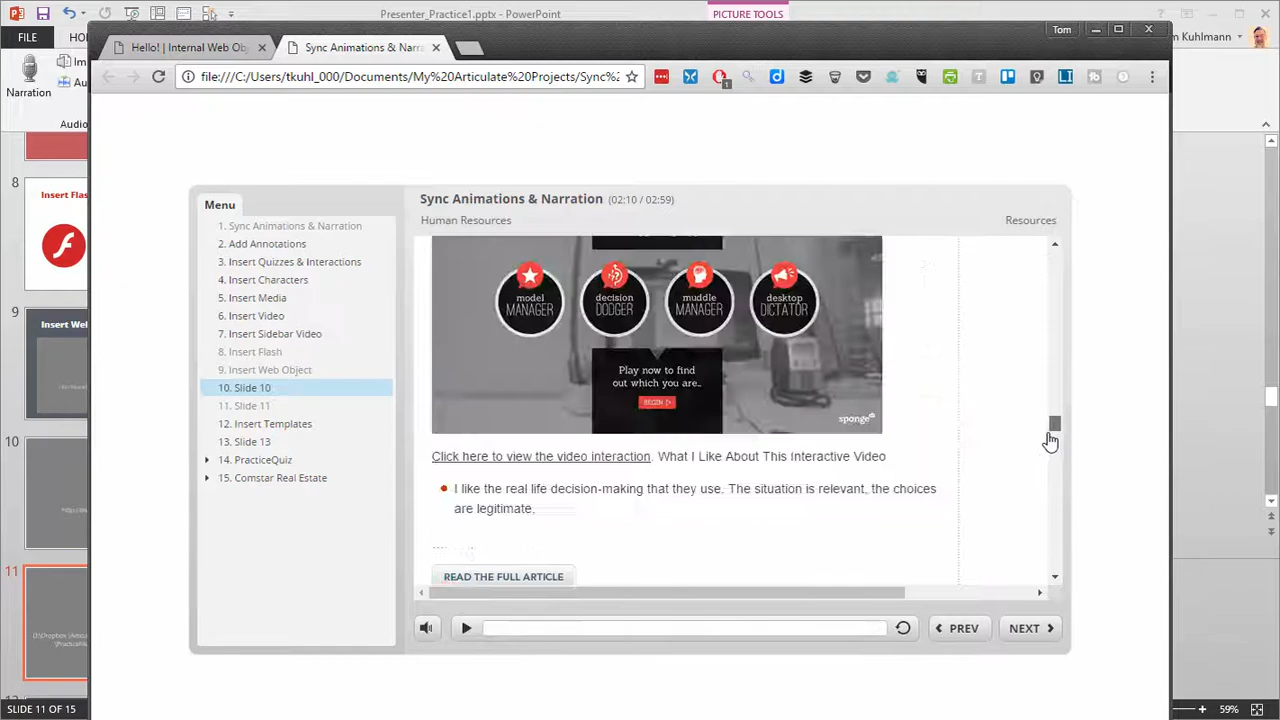 Presenter_Practice1.pptx - PowerPoint
PICTURE TOOLS
FILE
Tom
Hello! | Internal Web Ob
Sync Animations & Narra
file:///C:/Users/tkuhl_000/Documents/My%20Articulate%20Projects/Sync%2
Kuhlmann
Narration
Audio
8
Insert Flas
9
Insert Wel
10
11
Menu
1. Sync Animations & Narration
2. Add Annotations
3. Insert Quizzes & Interactions
4. Insert Characters
5. Insert Media
6. Insert Video
7. Insert Sidebar Video
8. Insert Flash
9. Insert Web Object
10. Slide 10
11. Slide 11
12. Insert Templates
13. Slide 13
14. PracticeQuiz
15. Comstar Real Estate
Sync Animations & Narration (02:10 / 02:59)
Human Resources
Resources
model MANAGER
decision DODGER
muddle MANAGER
desktop DICTATOR
Play now to find
out which you are..
BEGIN
sponge
Click here to view the video interaction. What I Like About This Interactive Video
I like the real life decision-making that they use. The situation is relevant, the choices
are legitimate.
READ THE FULL ARTICLE
PREV
NEXT
SLIDE 11 OF 15
59%